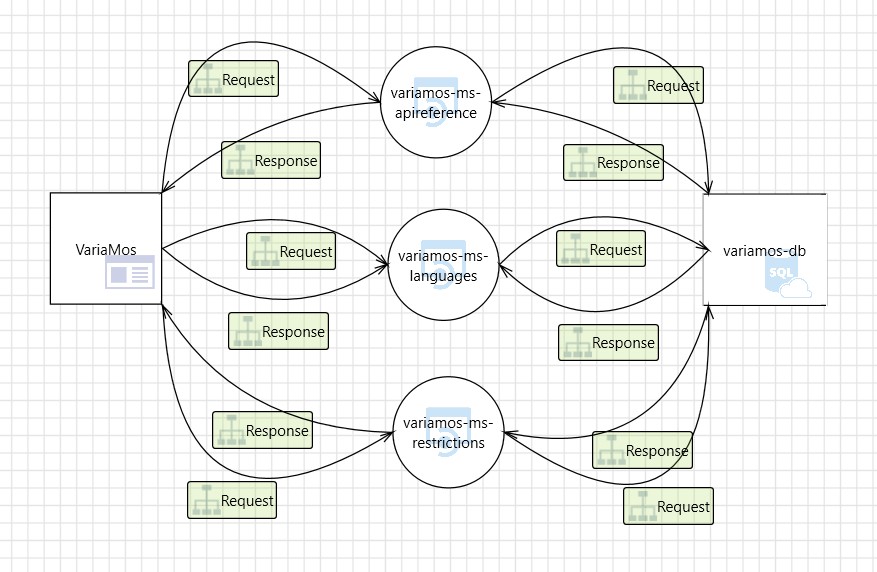 Request
variamos-ms-
apireference
Request
Response
Response
VariaMos
Request
variamos-ms-
languages
Request
variamos-db
SQL
Response
Response
Response
variamos-ms-
restrictions
Response
Request
Request